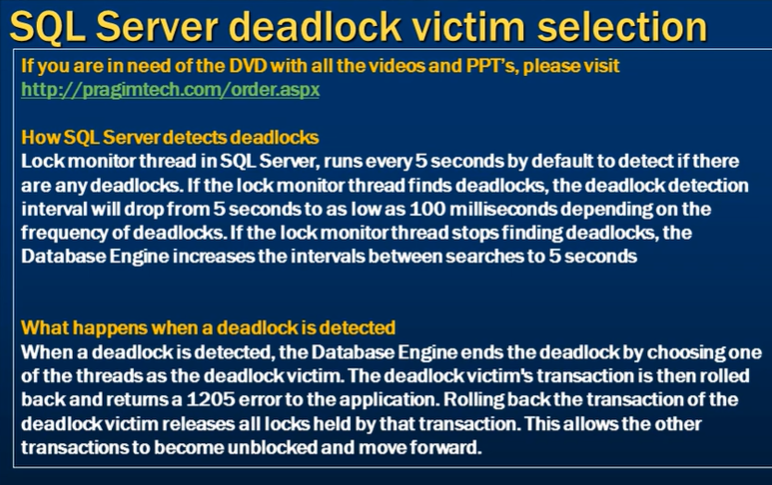 SQL Server deadlock victim selection
If you are in need of the DVD with all the videos and PPT's, please visit
http://pragimtech.com/order.aspx
How SQL Server detects deadlocks
Lock monitor thread in SQL Server, runs every 5 seconds by default to detect if there
are any deadlocks. If the lock monitor thread finds deadlocks, the deadlock detection
interval will drop from 5 seconds to as low as 100 milliseconds depending on the
frequency of deadlocks. If the lock monitor thread stops finding deadlocks, the
Database Engine increases the intervals between searches to 5 seconds
What happens when a deadlock is detected
When a deadlock is detected, the Database Engine ends the deadlock by choosing one
of the threads as the deadlock victim. The deadlock victim's transaction is then rolled
back and returns a 1205 error to the application. Rolling back the transaction of the
deadlock victim releases all locks held by that transaction. This allows the other
transactions to become unblocked and move forward.